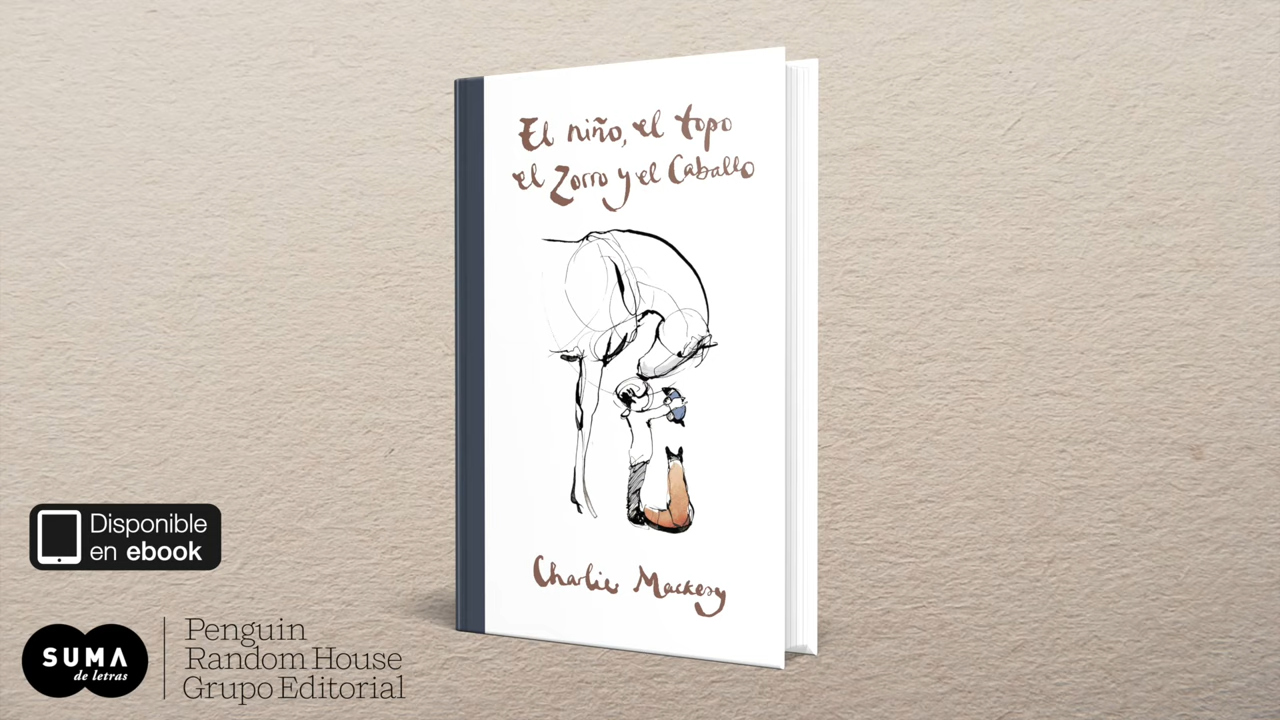 El niño, el topo
el Zorro y el Caballo
Charlie Mackesy
Disponible
en ebook
SUMA
de letras
Penguin
Random House
Grupo Editorial